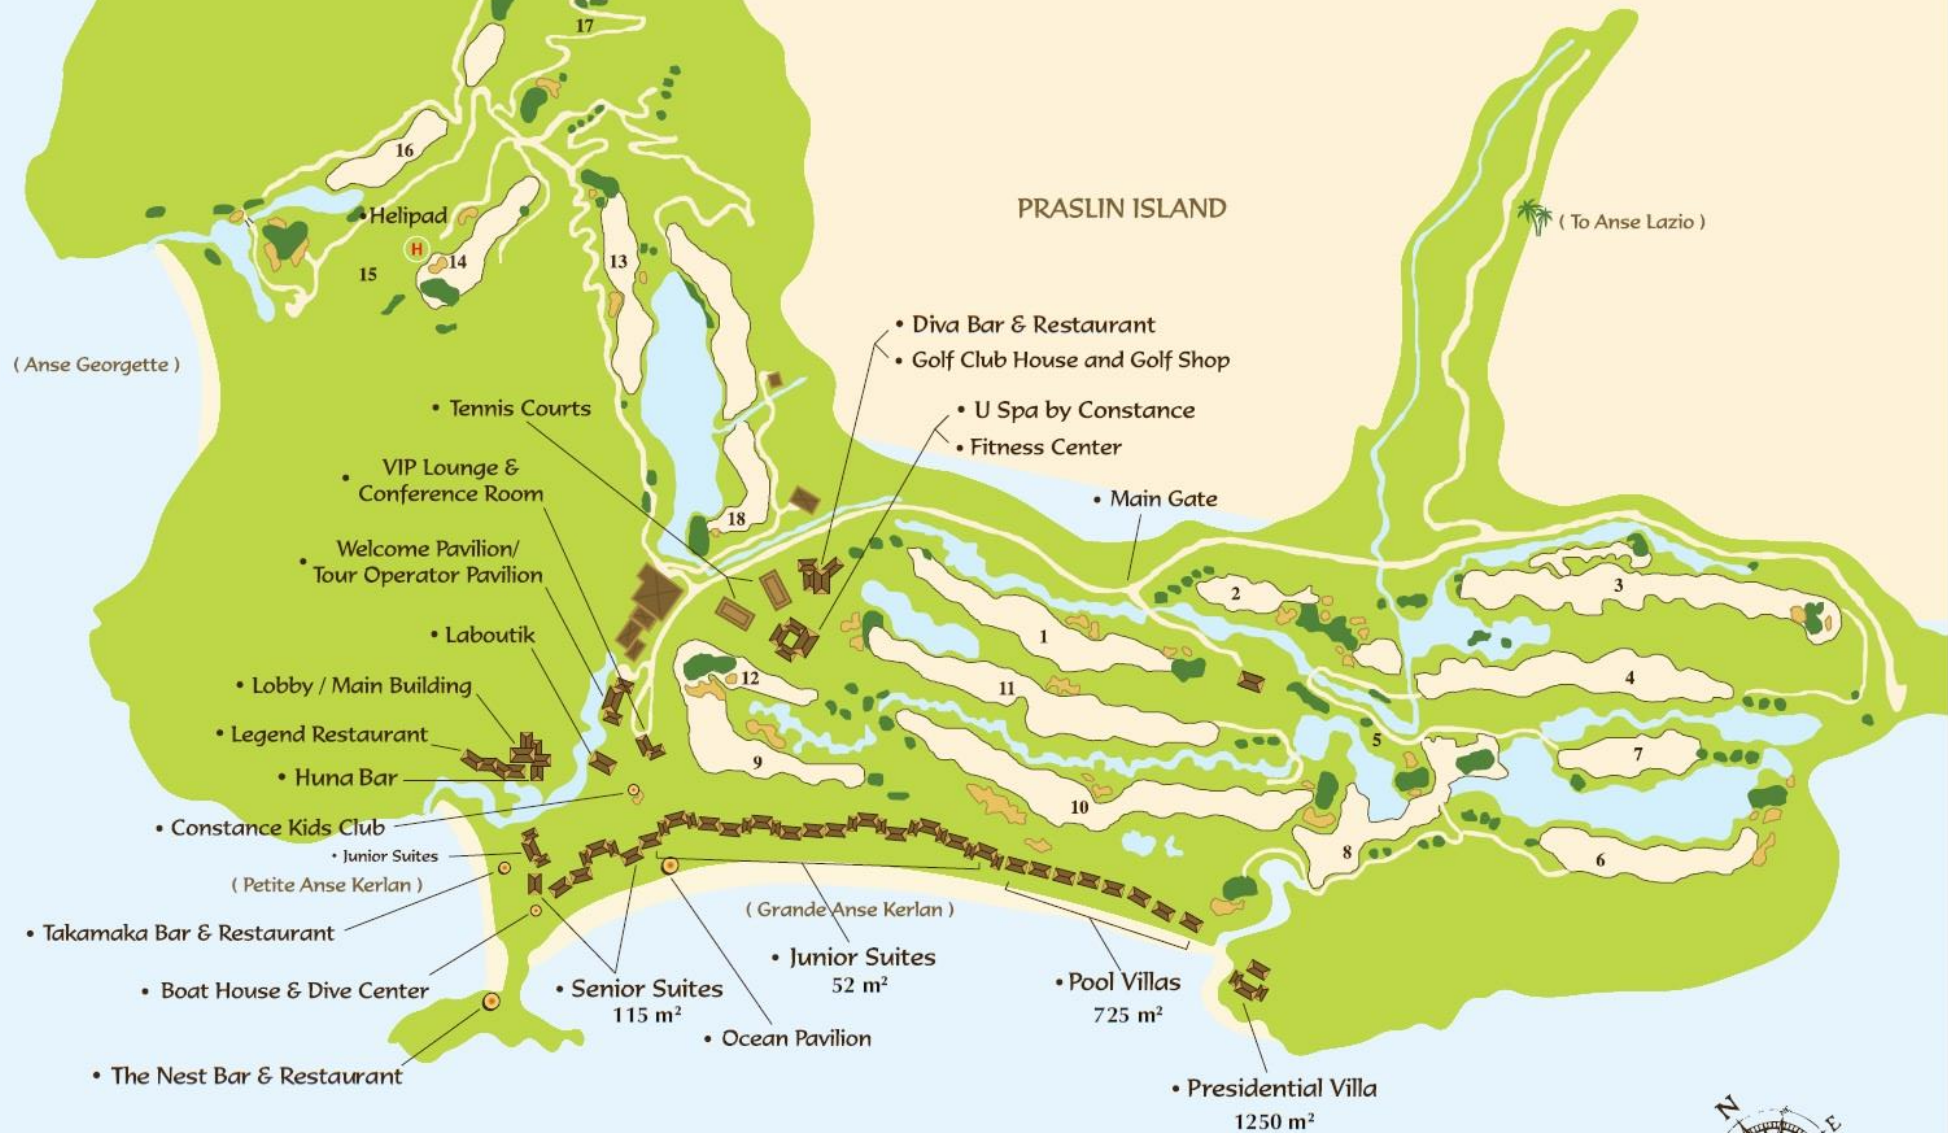 17
16
PRASLIN ISLAND
•Helipad
H
( To Anse Lazio )
15
14
13
( Anse Georgette )
• Diva Bar & Restaurant
• Golf Club House and Golf Shop
• Tennis Courts
• U Spa by Constance
• Fitness Center
• VIP Lounge &
Conference Room
• Main Gate
18
• Welcome Pavilion/
Tour Operator Pavilion
2
3
• Laboutik
1
12
11
4
• Lobby / Main Building
• Legend Restaurant
5
7
9
• Huna Bar
10
• Constance Kids Club
8
6
• Junior Suites
( Petite Anse Kerlan )
( Grande Anse Kerlan )
• Takamaka Bar & Restaurant
• Junior Suites
52 m²
• Boat House & Dive Center
• Senior Suites
115 m²
• Pool Villas
725 m²
• Ocean Pavilion
• The Nest Bar & Restaurant
• Presidential Villa
1250 m²
N
E